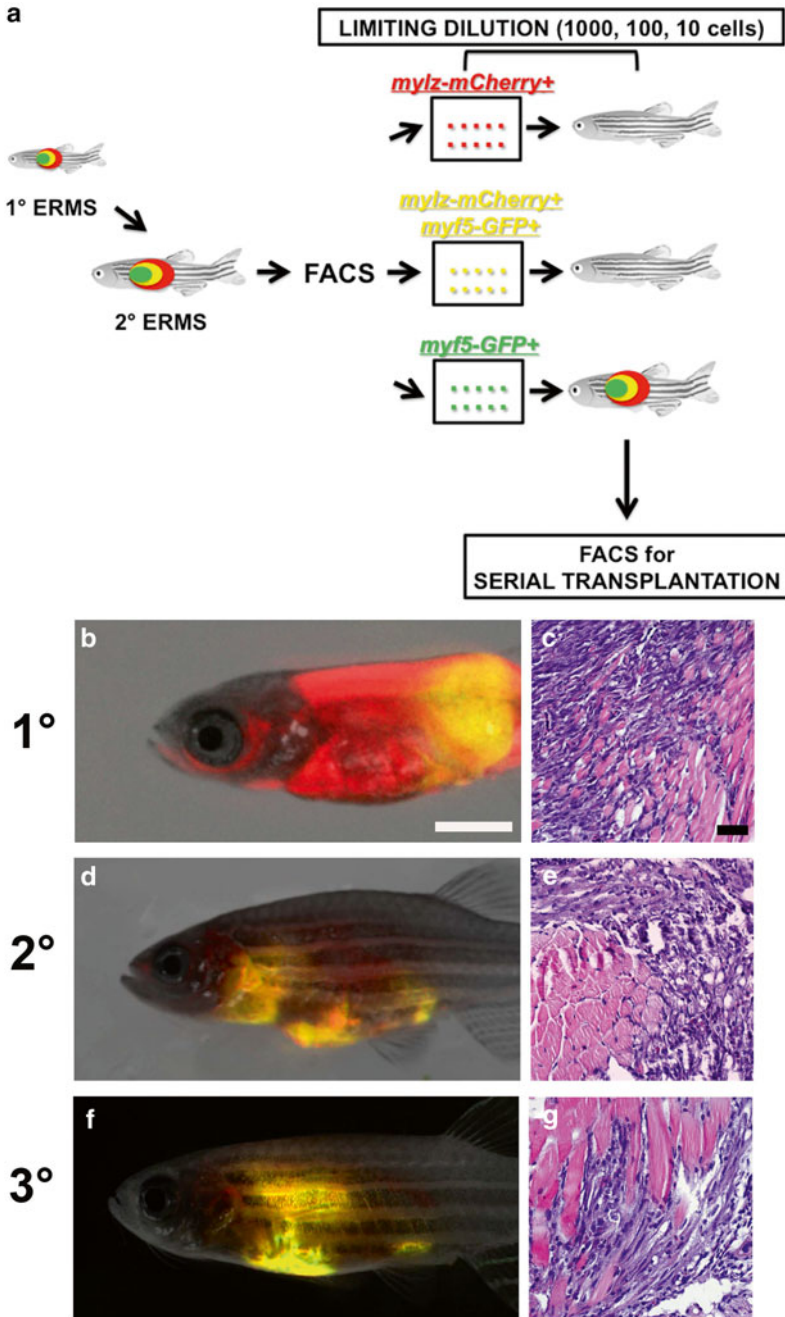 a
LIMITING DILUTION (1000, 100, 10 cells)
mylz-mCherry+
1° ERMS
mylz-mCherry+
myf5-GFP+
FACS
2° ERMS
myf5-GFP+
FACS for
SERIAL TRANSPLANTATION
1°
b
c
2°
d
e
3°
f
g